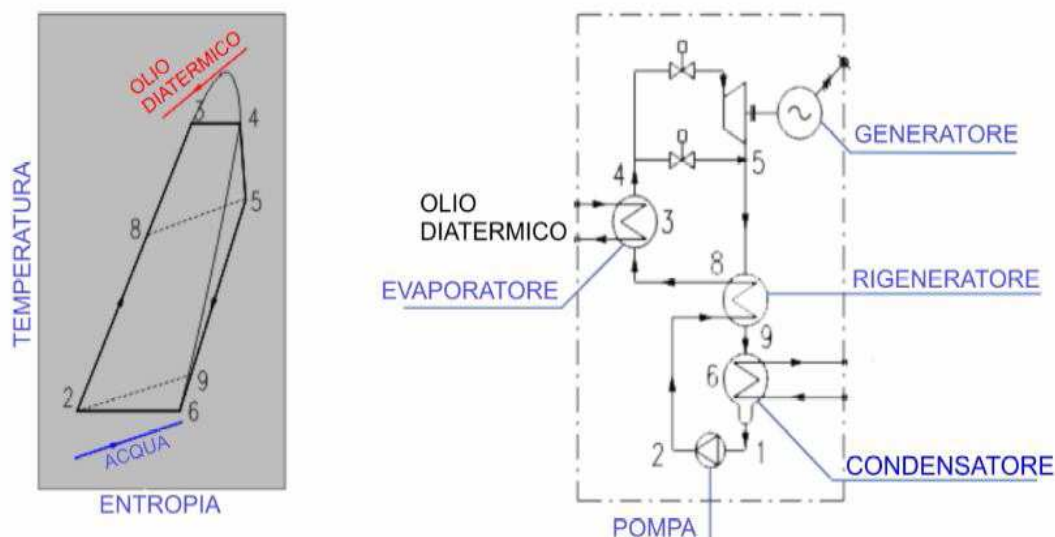 TEMPERATURA
OLIO
DIATERMICO
3
4
8
5
2
9
6
ACQUA
ENTROPIA
GENERATORE
5
4
OLIO
DIATERMICO
3
EVAPORATORE
8
RIGENERATORE
9
6
2
1
CONDENSATORE
POMPA